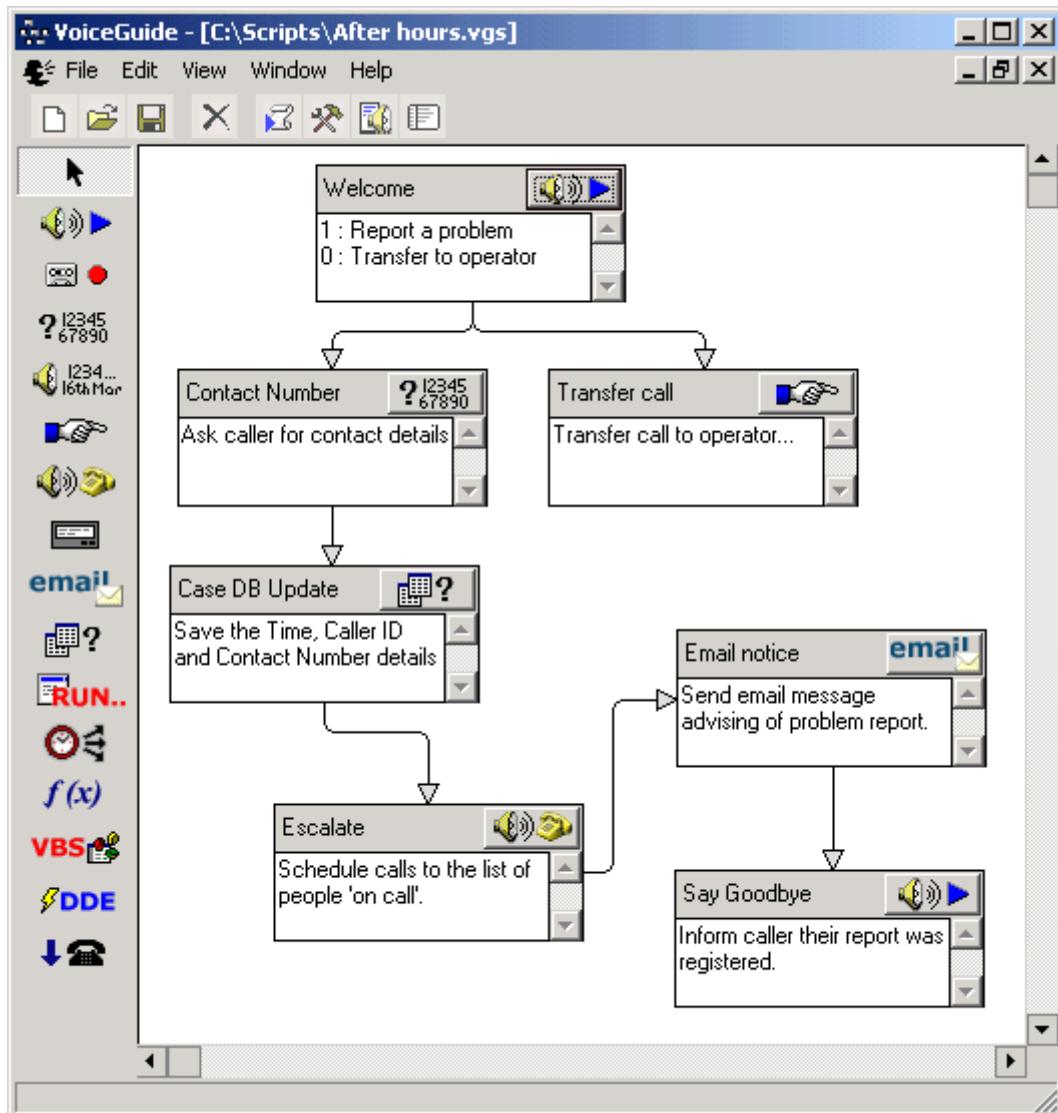 VoiceGuide - [C:\Scripts\After hours.vgs]
File Edit View Window Help
Welcome
1 : Report a problem
0 : Transfer to operator
Contact Number
?12345
67890
Ask caller for contact details
Transfer call
Transfer call to operator...
Case DB Update
?
Save the Time, Caller ID
and Contact Number details
Escalate
Schedule calls to the list of
people 'on call'.
Email notice
email
Send email message
advising of problem report.
Say Goodbye
Inform caller their report was
registered.
?12345
67890
1234...
16th Mar
email
?
RUN..
f(x)
VBS
DDE